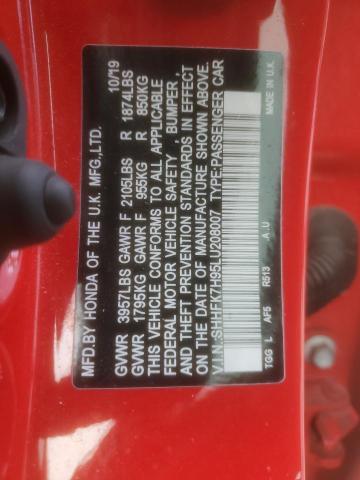 MFD.BY HONDA OF THE U.K. MFG.,LTD. 10/19
GVWR 3957LBS GAWR F 2105LBS R 1874LBS
GVWR 1795KG GAWR F 955KG R 850KG
THIS VEHICLE CONFORMS TO ALL APPLICABLE
FEDERAL MOTOR VEHICLE SAFETY, BUMPER,
AND THEFT PREVENTION STANDARDS IN EFFECT
ON THE DATE OF MANUFACTURE SHOWN ABOVE.
V.I.N.:SHHFK7H95LU208007 TYPE:PASSENGER CAR
TGG L AF5 R513 A.U MADE IN U.K.